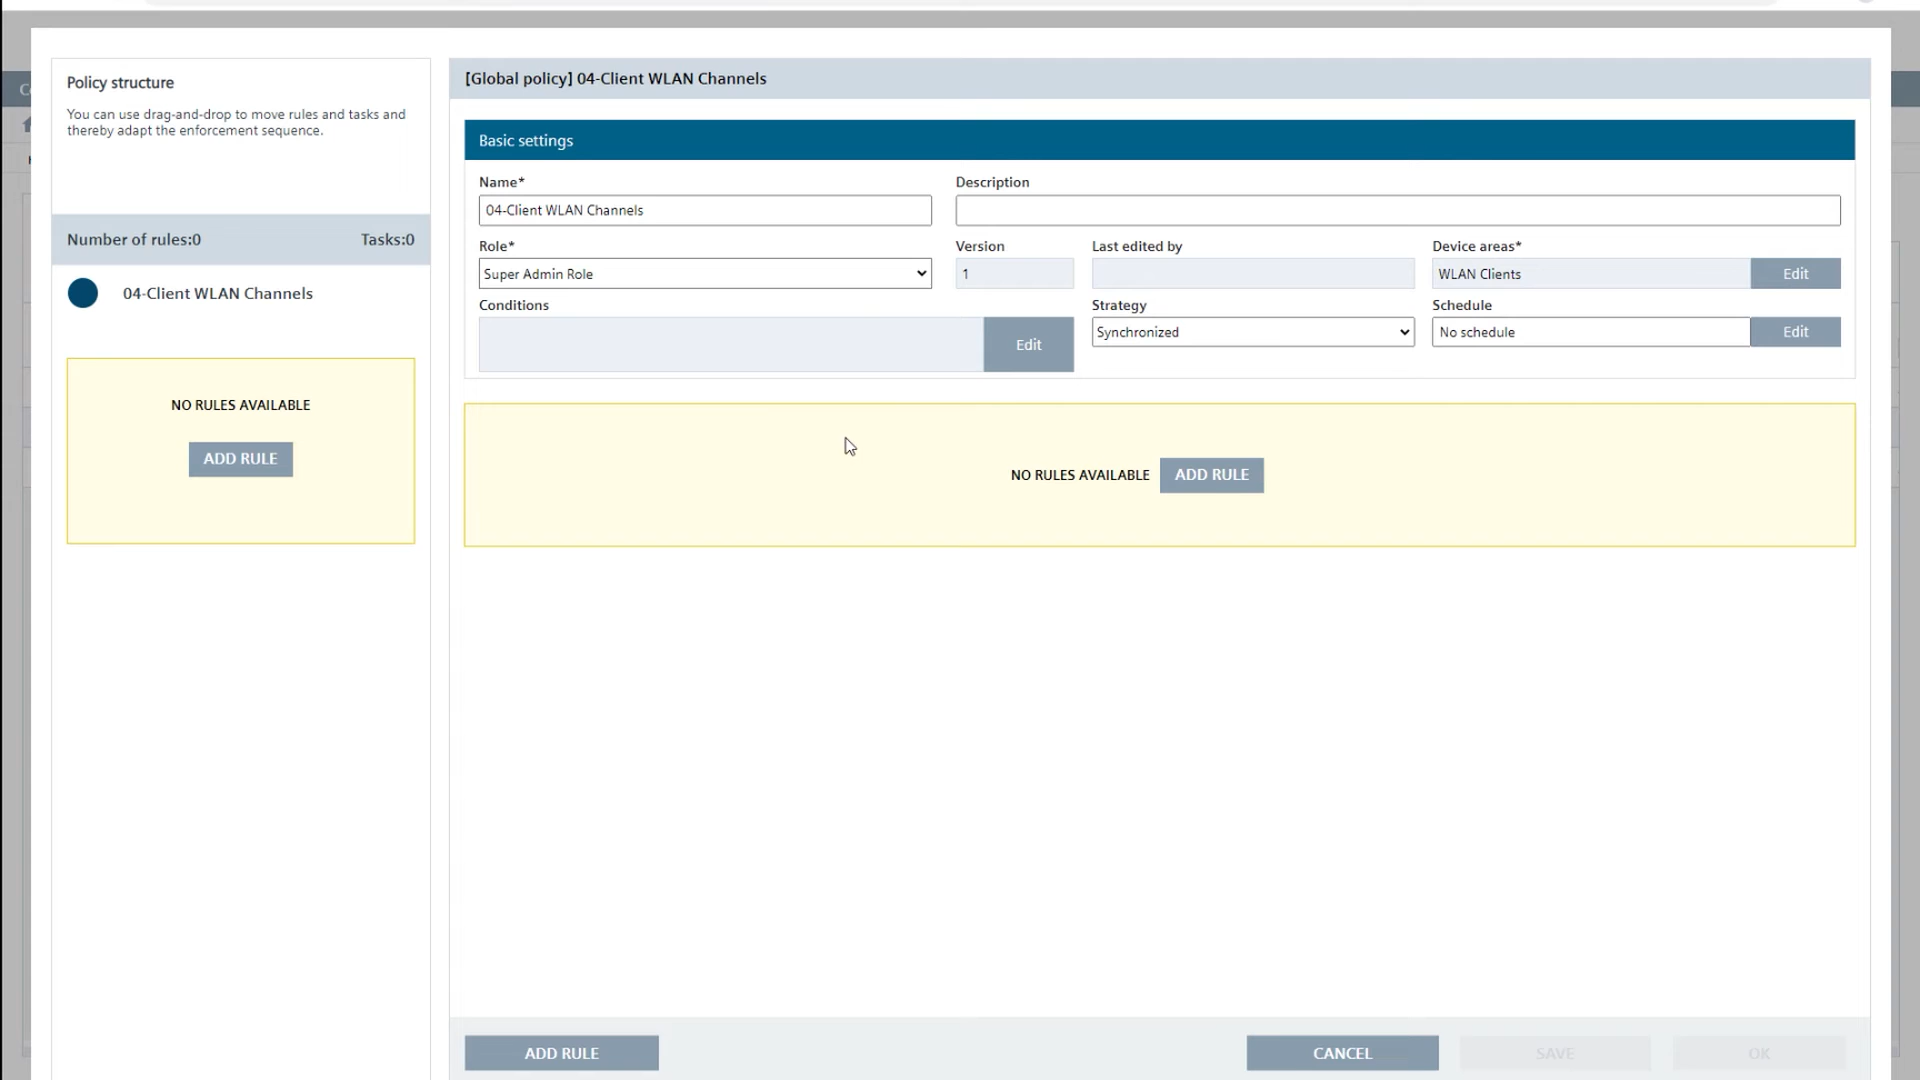 Policy structure
You can use drag-and-drop to move rules and tasks and
thereby adapt the enforcement sequence.
Number of rules:0
Tasks:0
04-Client WLAN Channels
NO RULES AVAILABLE
ADD RULE
[Global policy] 04-Client WLAN Channels
Basic settings
Name*
Description
04-Client WLAN Channels
Role*
Version
Last edited by
Device areas*
Super Admin Role
1
WLAN Clients
Edit
Conditions
Strategy
Schedule
Edit
Synchronized
No schedule
Edit
NO RULES AVAILABLE
ADD RULE
ADD RULE
CANCEL
SAVE
OK